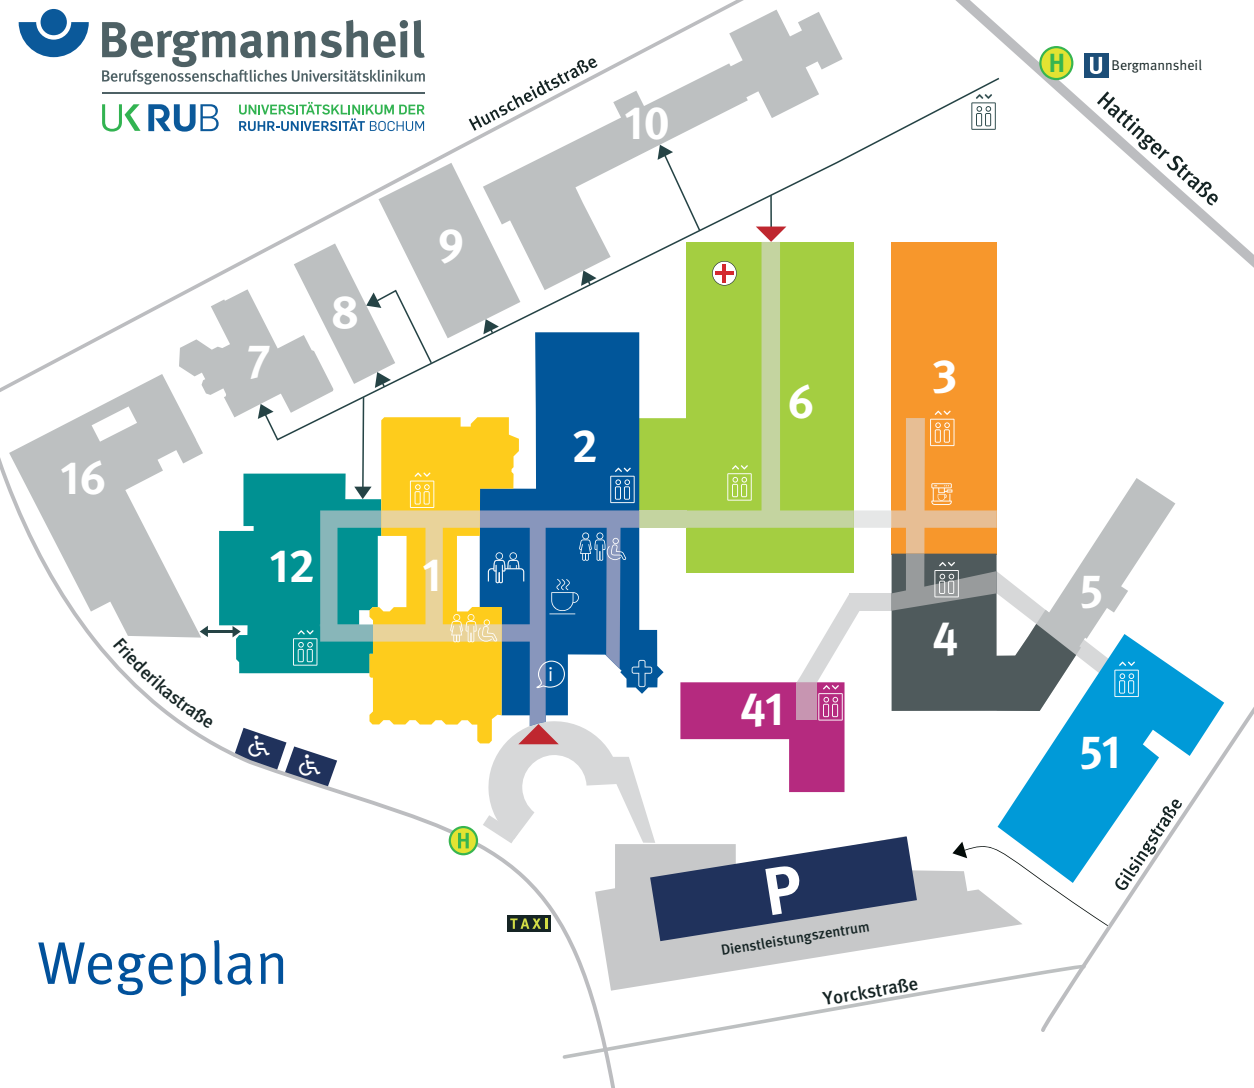 Bergmannsheil
Berufsgenossenschaftliches Universitätsklinikum
UK RUB
UNIVERSITÄTSKLINIKUM DER
RUHR-UNIVERSITÄT BOCHUM
Hunscheidtstraße
H
U
Bergmannsheil
Hattinger Straße
10
9
8
7
16
6
3
2
12
1
5
4
41
51
i
Friederikastraße
H
TAXI
P
Dienstleistungszentrum
Gilsingstraße
Yorckstraße
Wegeplan